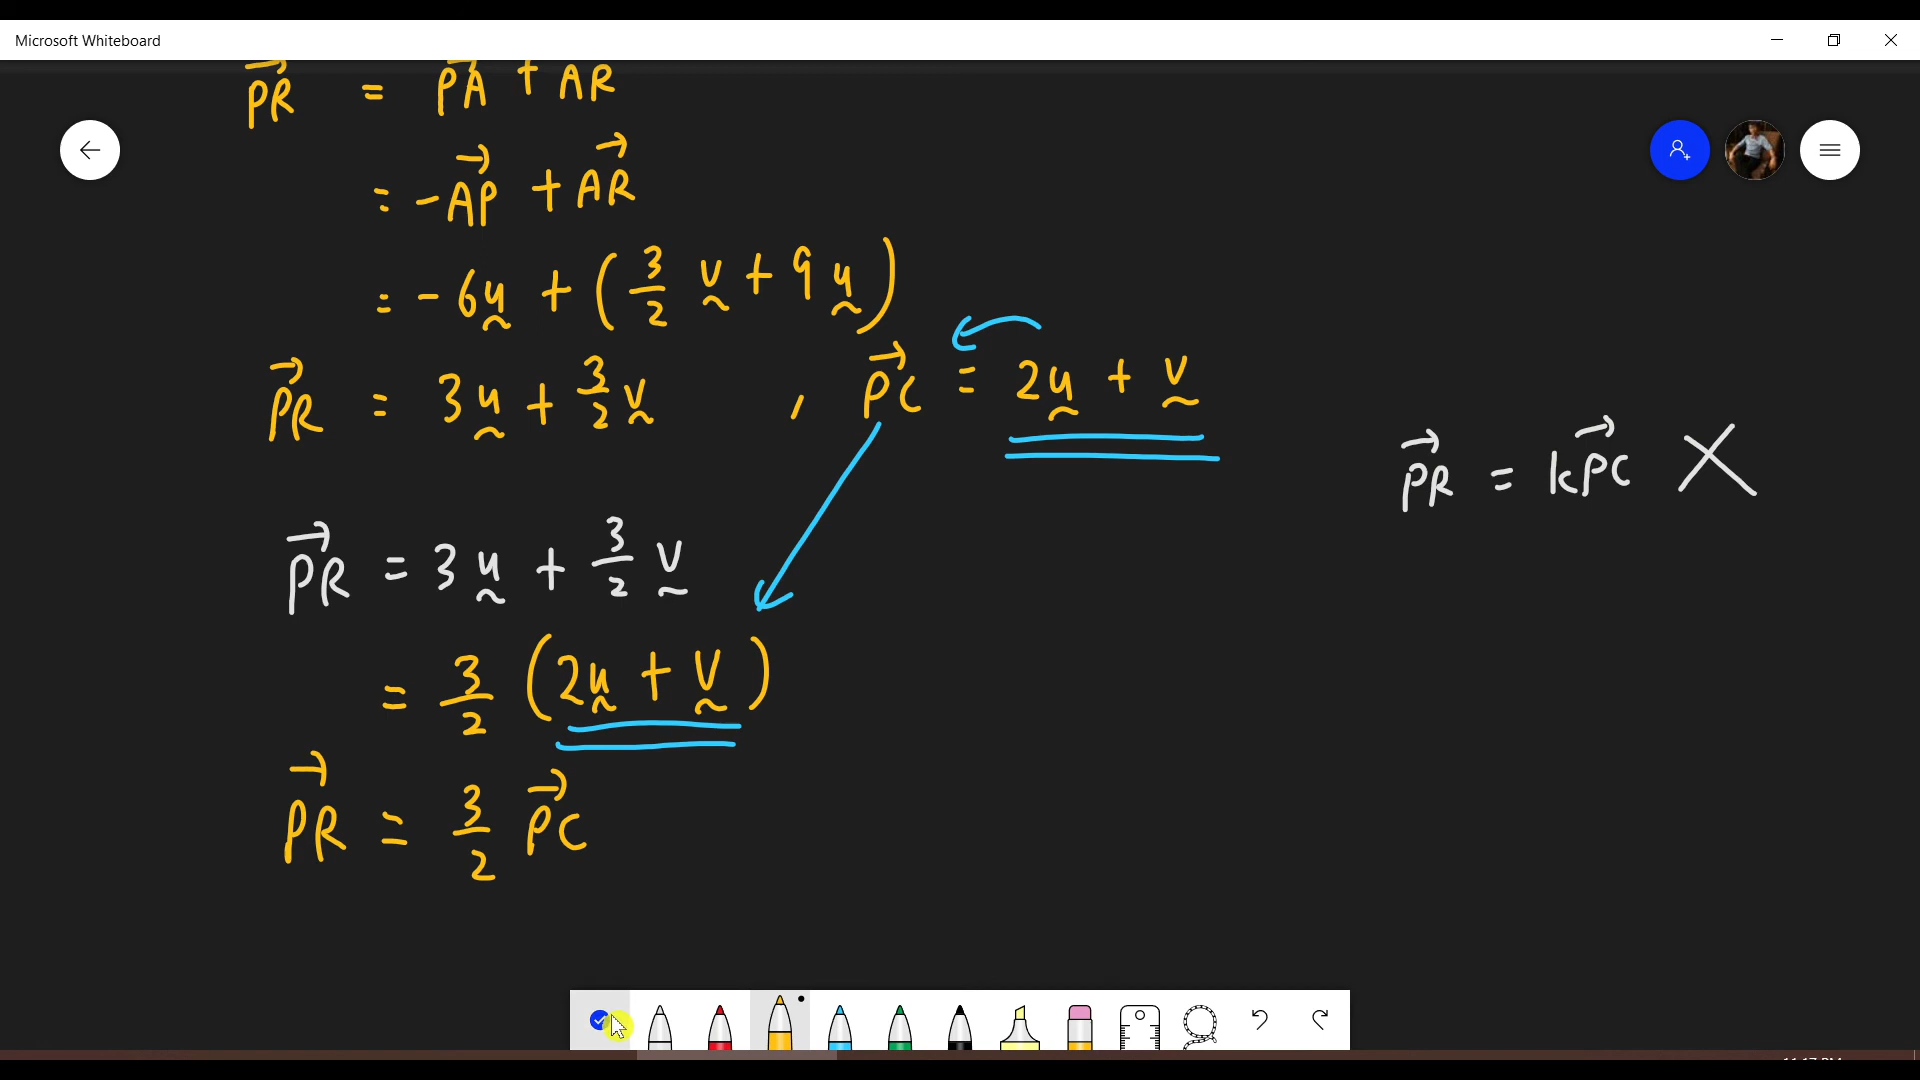 Microsoft Whiteboard
PR = PA + AR
= -AP + AR
= -6u + (3/2 v + 9u)
PR = 3u + 3/2 v , PC = 2u + v
PR = kPC X
PR = 3u + 3/2 v
= 3/2 (2u + v)
PR = 3/2 PC